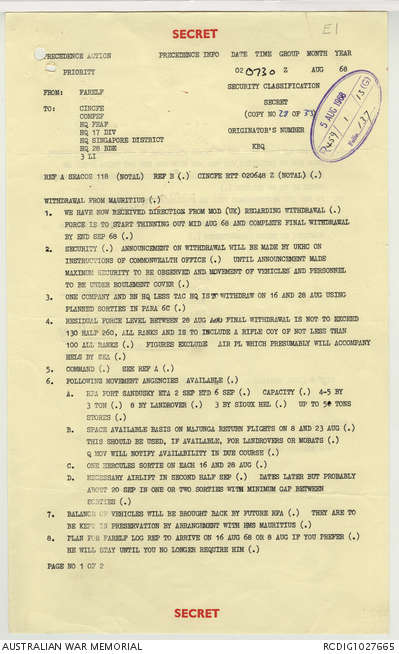 SECRET
E1
PRECEDENCE ACTION PRECEDENCE INFO DATE TIME GROUP MONTH YEAR
PRIORITY 02 0730 Z AUG 68
FROM: FARELF SECURITY CLASSIFICATION
SECRET
TO: CINCFE (COPY NO 28 OF 33)
COMFEF
HQ FEAF ORIGINATOR'S NUMBER
HQ 17 DIV
HQ SINGAPORE DISTRICT KBQ
HQ 28 BDE
3 LI
5 AUG 1968
REF A SEACOS 118 (NOTAL) REF B (.) CINCFE RTT 020648 Z (NOTAL) (.)
WITHDRAWAL FROM MAURITIUS (.)
1. WE HAVE NOW RECEIVED DIRECTION FROM MOD (UK) REGARDING WITHDRAWAL (.)
FORCE IS TO START THINNING OUT MID AUG 68 AND COMPLETE FINAL WITHDRAWAL
BY END SEP 68 (.)
2. SECURITY (.) ANNOUNCEMENT ON WITHDRAWAL WILL BE MADE BY UKHC ON
INSTRUCTIONS OF COMMONWEALTH OFFICE (.) UNTIL ANNOUNCEMENT MADE
MAXIMUM SECURITY TO BE OBSERVED AND MOVEMENT OF VEHICLES AND PERSONNEL
TO BE UNDER ROULEMENT COVER (.)
3. ONE COMPANY AND BN HQ LESS TAC HQ IS TO WITHDRAW ON 16 AND 28 AUG USING
PLANNED SORTIES IN PARA 6C (.)
4. RESIDUAL FORCE LEVEL BETWEEN 28 AUG AND FINAL WITHDRAWAL IS NOT TO EXCEED
130 HALF 260, ALL RANKS AND IS TO INCLUDE A RIFLE COY OF NOT LESS THAN
100 ALL RANKS (.) FIGURES EXCLUDE AIR PL WHICH PRESUMABLY WILL ACCOMPANY
HELS BY SEA (.)
5. COMMAND (.) SEE REF A (.)
6. FOLLOWING MOVEMENT ANGENCIES AVAILABLE (.)
A. RFA FORT SANDUSKY ETA 2 SEP ETD 6 SEP (.) CAPACITY (.) 4-5 BY
3 TON (.) 8 BY LANDROVER (.) 3 BY SIOUX HEL (.) UP TO 50 TONS
STORES (.)
B. SPACE AVAILABLE BASIS ON MAJUNGA RETURN FLIGHTS ON 8 AND 23 AUG (.)
THIS SHOULD BE USED, IF AVAILABLE, FOR LANDROVERS OR MOBATS (.)
Q MOV WILL NOTIFY AVAILABILITY IN DUE COURSE (.)
C. ONE HERCULES SORTIE ON EACH 16 AND 28 AUG (.)
D. NECESSARY AIRLIFT IN SECOND HALF SEP (.) DATES LATER BUT PROBABLY
ABOUT 20 SEP IN ONE OR TWO SORTIES WITH MINIMUM GAP BETWEEN
SORTIES (.)
7. BALANCE OF VEHICLES WILL BE BROUGHT BACK BY FUTURE RFA (.) THEY ARE TO
BE KEPT IN PRESERVATION BY ARRANGEMENT WITH HMS MAURITIUS (.)
8. PLAN FOR FARELF LOG REP TO ARRIVE ON 16 AUG 68 OR 8 AUG IF YOU PREFER (.)
HE WILL STAY UNTIL YOU NO LONGER REQUIRE HIM (.)
PAGE NO 1 OF 2
SECRET
AUSTRALIAN WAR MEMORIAL RCDIG1027665